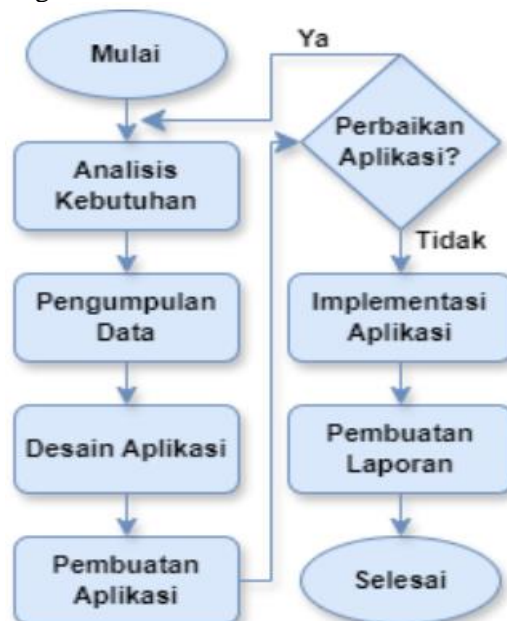 Mulai
Analisis
Kebutuhan
Pengumpulan
Data
Desain Aplikasi
Pembuatan
Aplikasi
Ya
Perbaikan
Aplikasi?
Tidak
Implementasi
Aplikasi
Pembuatan
Laporan
Selesai